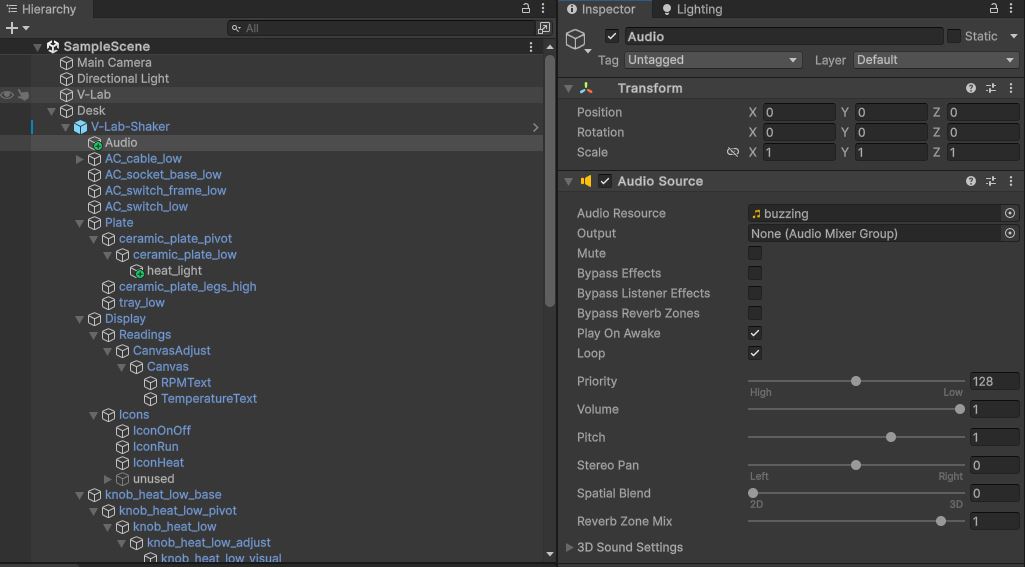 Hierarchy
All
SampleScene
Main Camera
Directional Light
V-Lab
Desk
V-Lab-Shaker
Audio
AC_cable_low
AC_socket_base_low
AC_switch_frame_low
AC_switch_low
Plate
ceramic_plate_pivot
ceramic_plate_low
heat_light
ceramic_plate_legs_high
tray_low
Display
Readings
CanvasAdjust
Canvas
RPMText
TemperatureText
Icons
IconOnOff
IconRun
IconHeat
unused
knob_heat_low_base
knob_heat_low_pivot
knob_heat_low
knob_heat_low_adjust
knob_heat_low_visual
Inspector Lighting
Audio Static
Tag Untagged Layer Default
Transform
Position X 0 Y 0 Z 0
Rotation X 0 Y 0 Z 0
Scale X 1 Y 1 Z 1
Audio Source
Audio Resource buzzing
Output None (Audio Mixer Group)
Mute
Bypass Effects
Bypass Listener Effects
Bypass Reverb Zones
Play On Awake
Loop
Priority 128
High Low
Volume 1
Pitch 1
Stereo Pan 0
Left Right
Spatial Blend 0
2D 3D
Reverb Zone Mix 1
3D Sound Settings